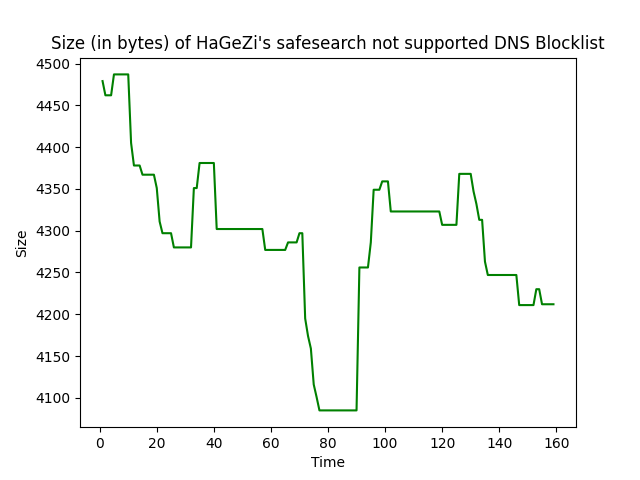 Size (in bytes) of HaGeZi's safesearch not supported DNS Blocklist
4500
4450
4400
4350
4300
4250
4200
4150
4100
Size
0 20 40 60 80 100 120 140 160
Time